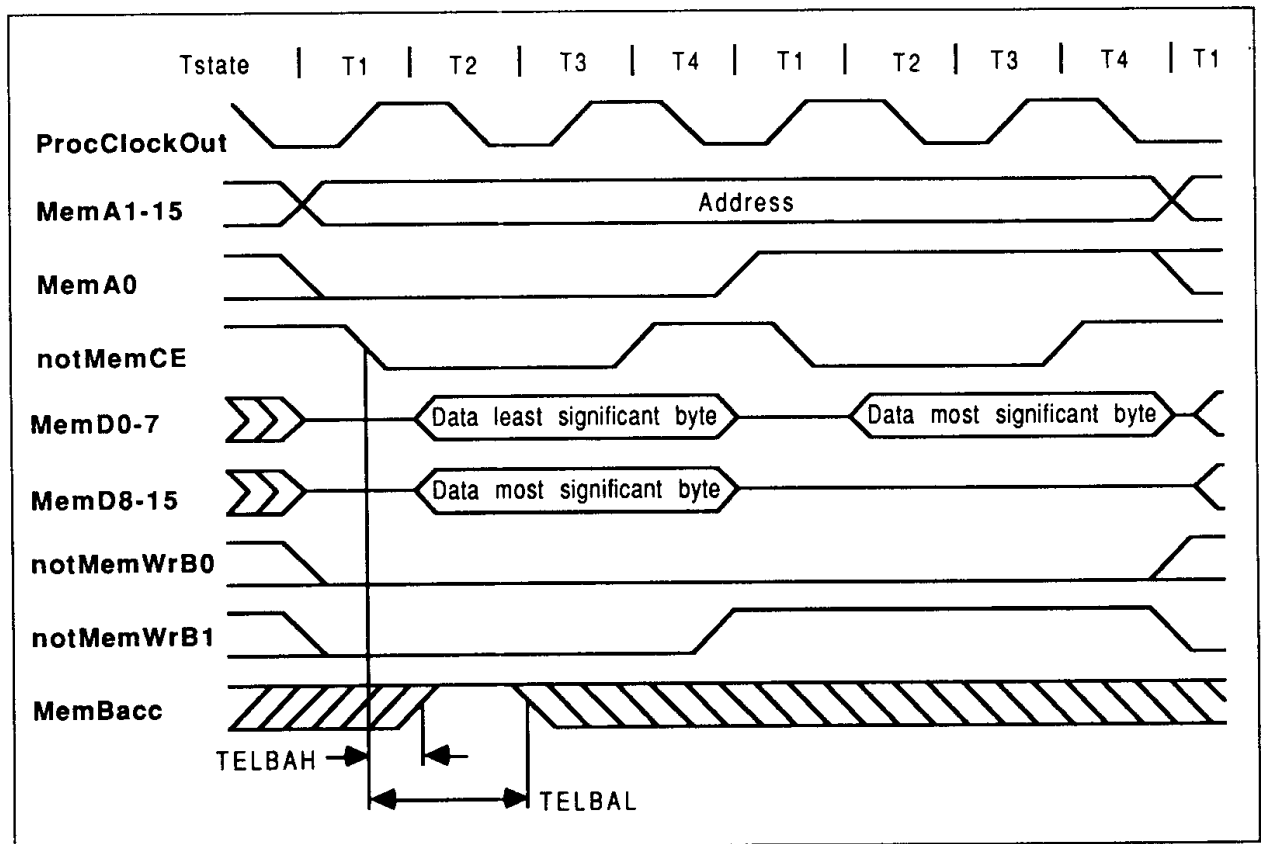 Tstate | T1 | T2 | T3 | T4 | T1 | T2 | T3 | T4 | T1
ProcClockOut
MemA1-15 Address
MemA0
notMemCE
MemD0-7 Data least significant byte Data most significant byte
MemD8-15 Data most significant byte
notMemWrB0
notMemWrB1
MemBacc
TELBAH
TELBAL